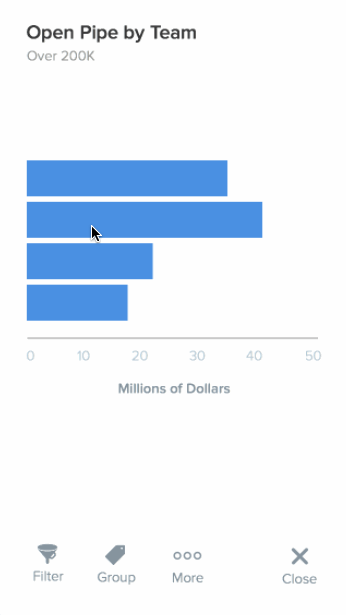 Open Pipe by Team
Over 200K
0 10 20 30 40 50
Millions of Dollars
Filter Group More Close